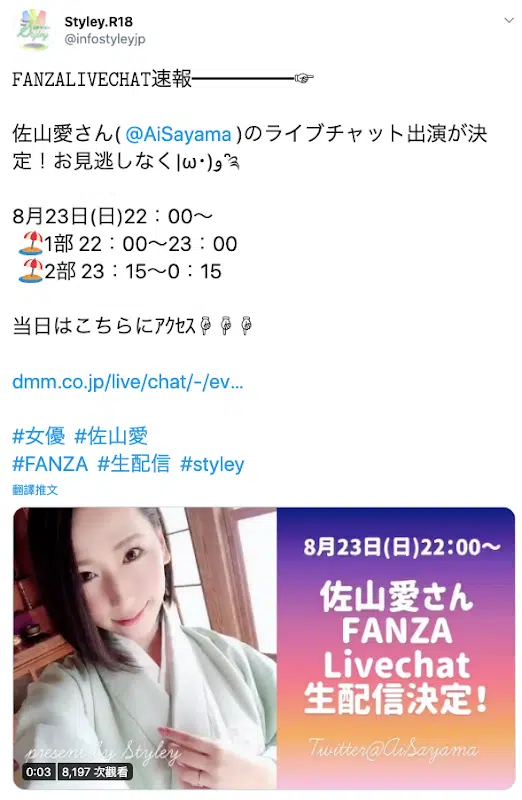 Styley
Styley.R18
@infostyleyjp
FANZALIVECHAT速報━━━━━━☞
佐山愛さん( @AiSayama )のライブチャット出演が決
定！お見逃しなく|ω･)و ̑̑༉
8月23日(日)22：00〜
🏖1部 22：00〜23：00
🏖2部 23：15〜0：15
当日はこちらにｱｸｾｽ☟☟☟
dmm.co.jp/live/chat/-/ev…
#女優 #佐山愛
#FANZA #生配信 #styley
翻譯推文
8月23日(日)22:00〜
佐山愛さん
FANZA
Livechat
生配信決定!
present by Styley
Twitter@AiSayama
0:03 8,197 次觀看